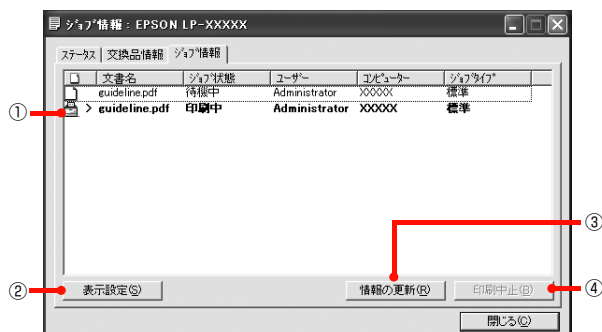 ジョブ情報 : EPSON LP-XXXXX
ステータス 交換品情報 ジョブ情報
文書名 ジョブ状態 ユーザー コンピューター ジョブタイプ
guideline.pdf 待機中 Administrator XXXXX 標準
① > guideline.pdf 印刷中 Administrator XXXXX 標準
③
② 表示設定(S) 情報の更新(R) 印刷中止(B) ④
閉じる(C)